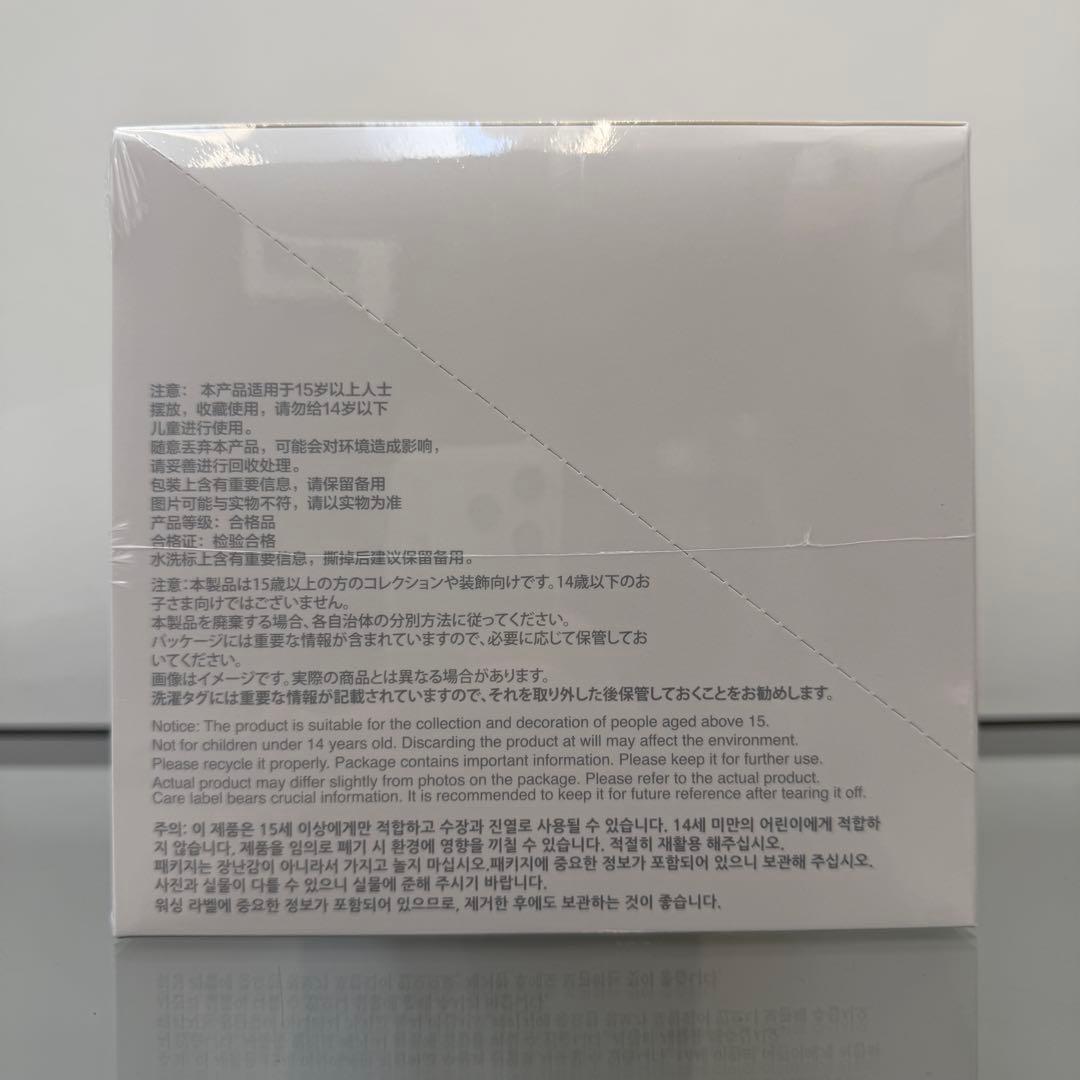 注意： 本产品适用于15岁以上人士
摆放，收藏使用，请勿给14岁以下
儿童进行使用。
随意丢弃本产品，可能会对环境造成影响，
请妥善进行回收处理。
包装上含有重要信息，请保留备用
图片可能与实物不符，请以实物为准
产品等级：合格品
合格证：检验合格
水洗标上含有重要信息，撕掉后建议保留备用。
注意：本製品は15歳以上の方のコレクションや装飾向けです。14歳以下のお
子さま向けではございません。
本製品を廃棄する場合、各自治体の分別方法に従ってください。
パッケージには重要な情報が含まれていますので、必要に応じて保管してお
いてください。
画像はイメージです。実際の商品とは異なる場合があります。
洗濯タグには重要な情報が記載されていますので、それを取り外した後保管しておくことをお勧めします。
Notice: The product is suitable for the collection and decoration of people aged above 15.
Not for children under 14 years old. Discarding the product at will may affect the environment.
Please recycle it properly. Package contains important information. Please keep it for further use.
Actual product may differ slightly from photos on the package. Please refer to the actual product.
Care label bears crucial information. It is recommended to keep it for future reference after tearing it off.
주의: 이 제품은 15세 이상에게만 적합하고 수장과 진열로 사용될 수 있습니다. 14세 미만의 어린이에게 적합하
지 않습니다. 제품을 임의로 폐기 시 환경에 영향을 끼칠 수 있습니다. 적절히 재활용 해주십시오.
패키지는 장난감이 아니라서 가지고 놀지 마십시오.패키지에 중요한 정보가 포함되어 있으니 보관해 주십시오.
사진과 실물이 다를 수 있으니 실물에 준해 주시기 바랍니다.
워싱 라벨에 중요한 정보가 포함되어 있으므로, 제거한 후에도 보관하는 것이 좋습니다.